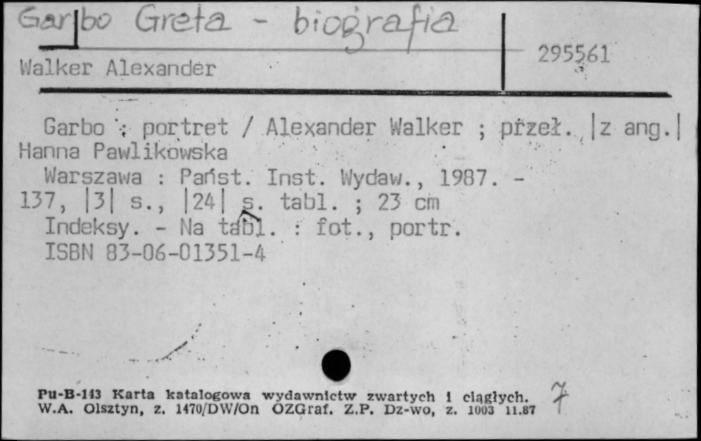 Garbo Greta - biografia
295561
Walker Alexander
Garbo : portret / Alexander Walker ; przeł. |z ang.|
Hanna Pawlikowska
Warszawa : Państ. Inst. Wydaw., 1987. -
137, |3| s., |24| s. tabl. ; 23 cm
Indeksy. - Na tabl. : fot., portr.
ISBN 83-06-01351-4
7
Pu-B-143 Karta katalogowa wydawnictw zwartych i ciągłych.
W.A. Olsztyn, z. 1470/DW/On OZGraf. Z.P. Dz-wo, z. 1003 11.87